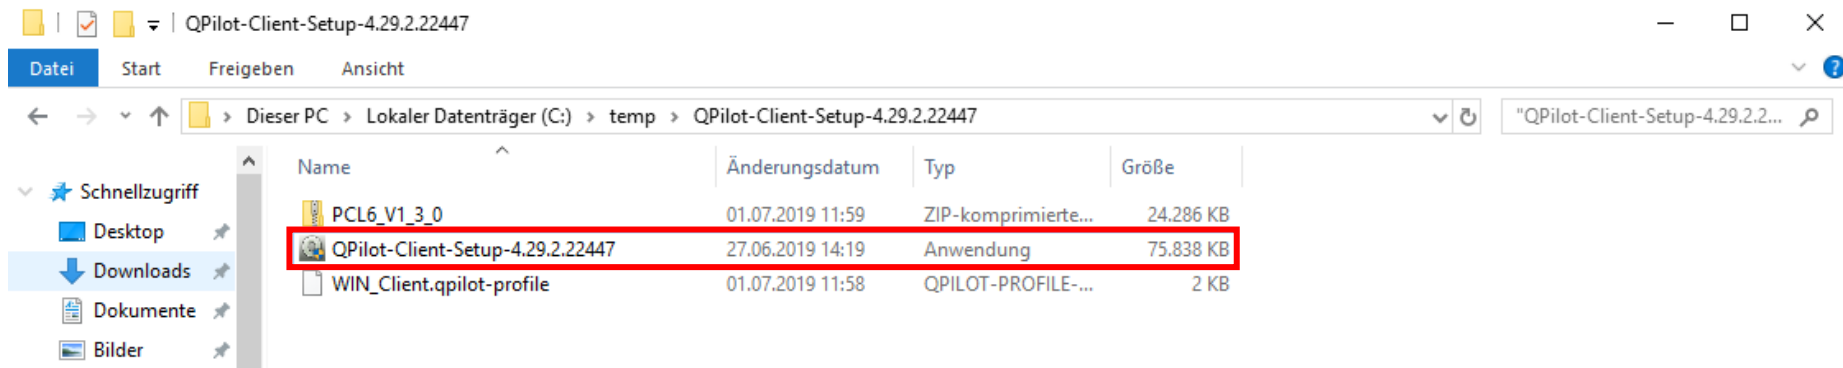 QPilot-Client-Setup-4.29.2.22447
Datei Start Freigeben Ansicht
Dieser PC > Lokaler Datenträger (C:) > temp > QPilot-Client-Setup-4.29.2.22447 "QPilot-Client-Setup-4.29.2.2...
Name Änderungsdatum Typ Größe
Schnellzugriff
Desktop
Downloads
Dokumente
Bilder
PCL6_V1_3_0 01.07.2019 11:59 ZIP-komprimierte... 24.286 KB
QPilot-Client-Setup-4.29.2.22447 27.06.2019 14:19 Anwendung 75.838 KB
WIN_Client.qpilot-profile 01.07.2019 11:58 QPILOT-PROFILE-... 2 KB